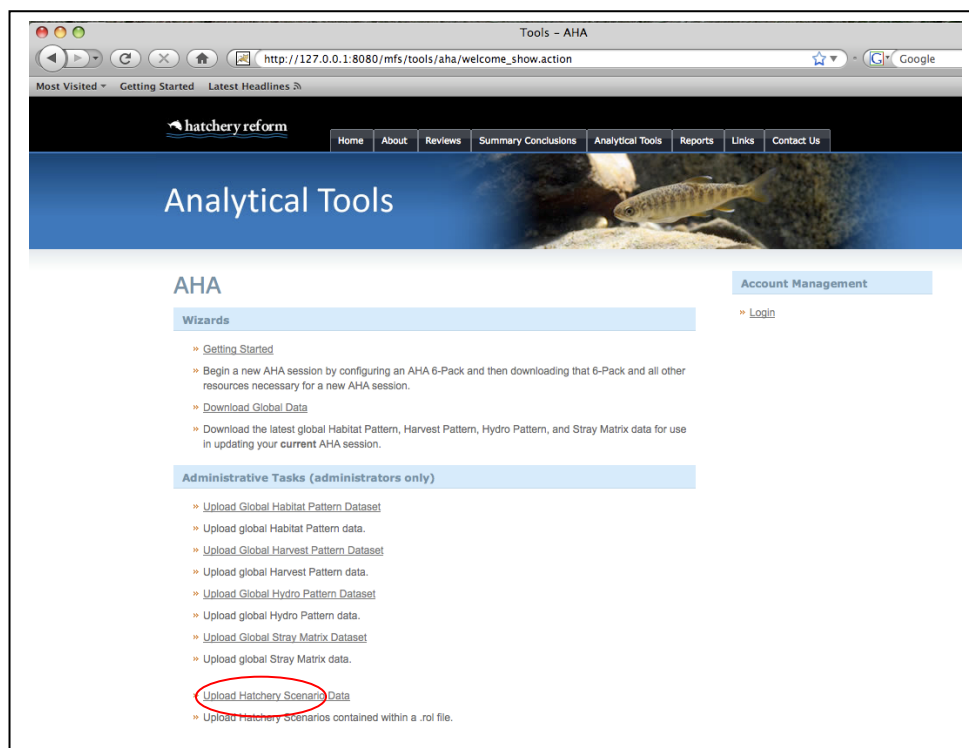 Tools – AHA
http://127.0.0.1:8080/mfs/tools/aha/welcome_show.action
Google
Most Visited Getting Started Latest Headlines
hatchery reform
Home About Reviews Summary Conclusions Analytical Tools Reports Links Contact Us
Analytical Tools
AHA
Account Management
Wizards
» Login
» Getting Started
» Begin a new AHA session by configuring an AHA 6-Pack and then downloading that 6-Pack and all other
resources necessary for a new AHA session.
» Download Global Data
» Download the latest global Habitat Pattern, Harvest Pattern, Hydro Pattern, and Stray Matrix data for use
in updating your current AHA session.
Administrative Tasks (administrators only)
» Upload Global Habitat Pattern Dataset
» Upload global Habitat Pattern data.
» Upload Global Harvest Pattern Dataset
» Upload global Harvest Pattern data.
» Upload Global Hydro Pattern Dataset
» Upload global Hydro Pattern data.
» Upload Global Stray Matrix Dataset
» Upload global Stray Matrix data.
» Upload Hatchery Scenario Data
» Upload Hatchery Scenarios contained within a .rol file.